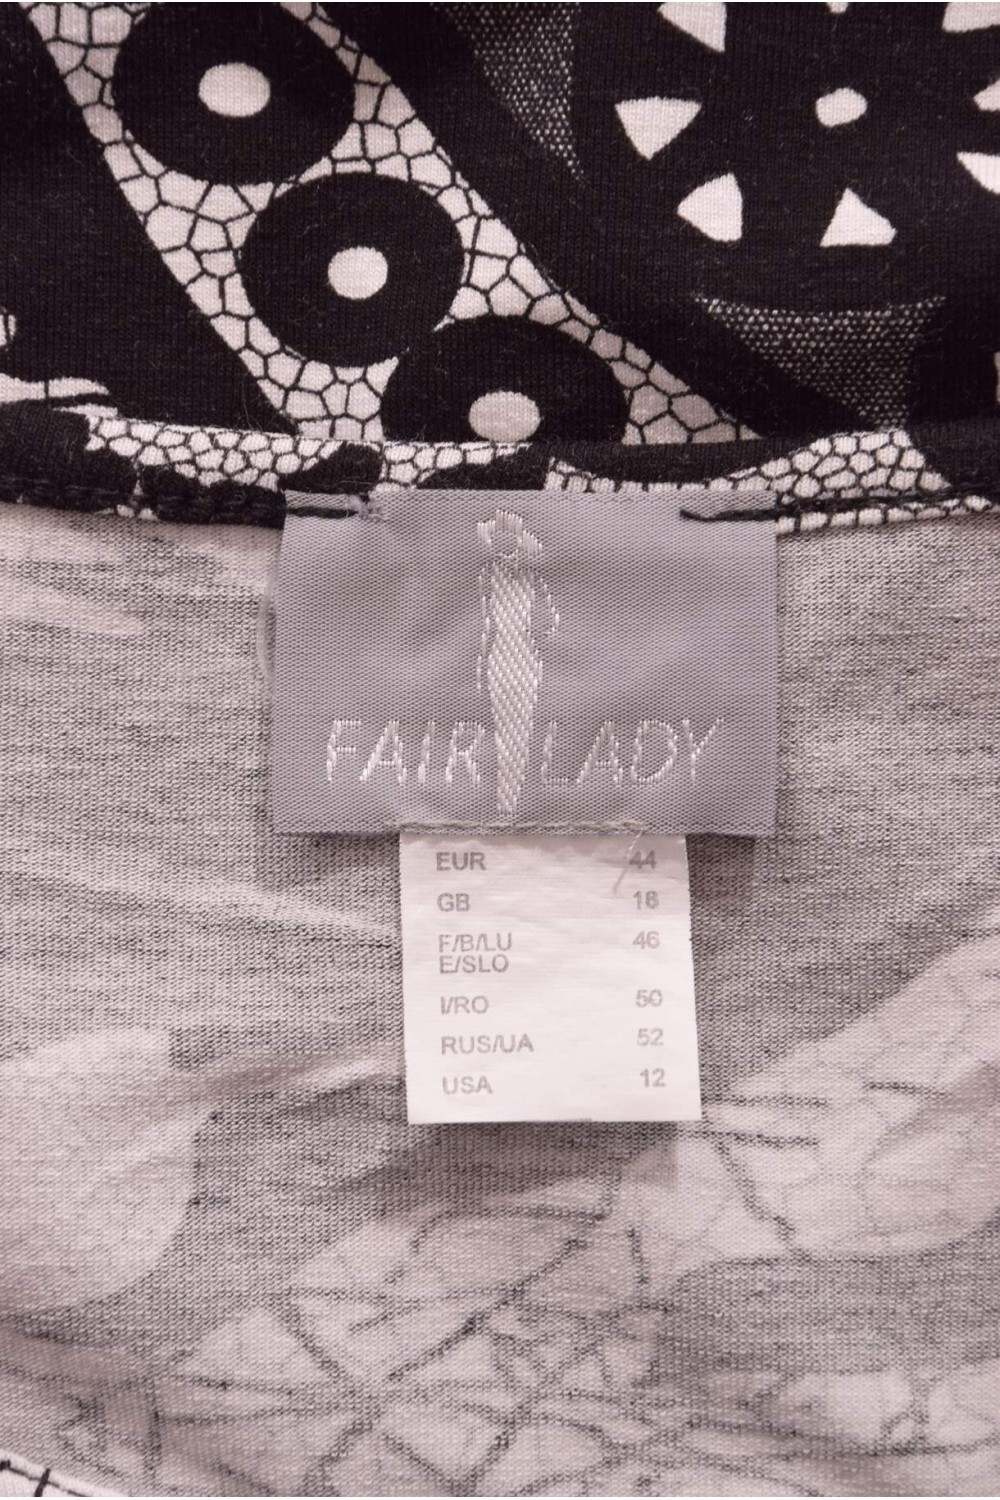 FAIR LADY
EUR 44
GB 18
F/B/LU 46
E/SLO
I/RO 50
RUS/UA 52
USA 12